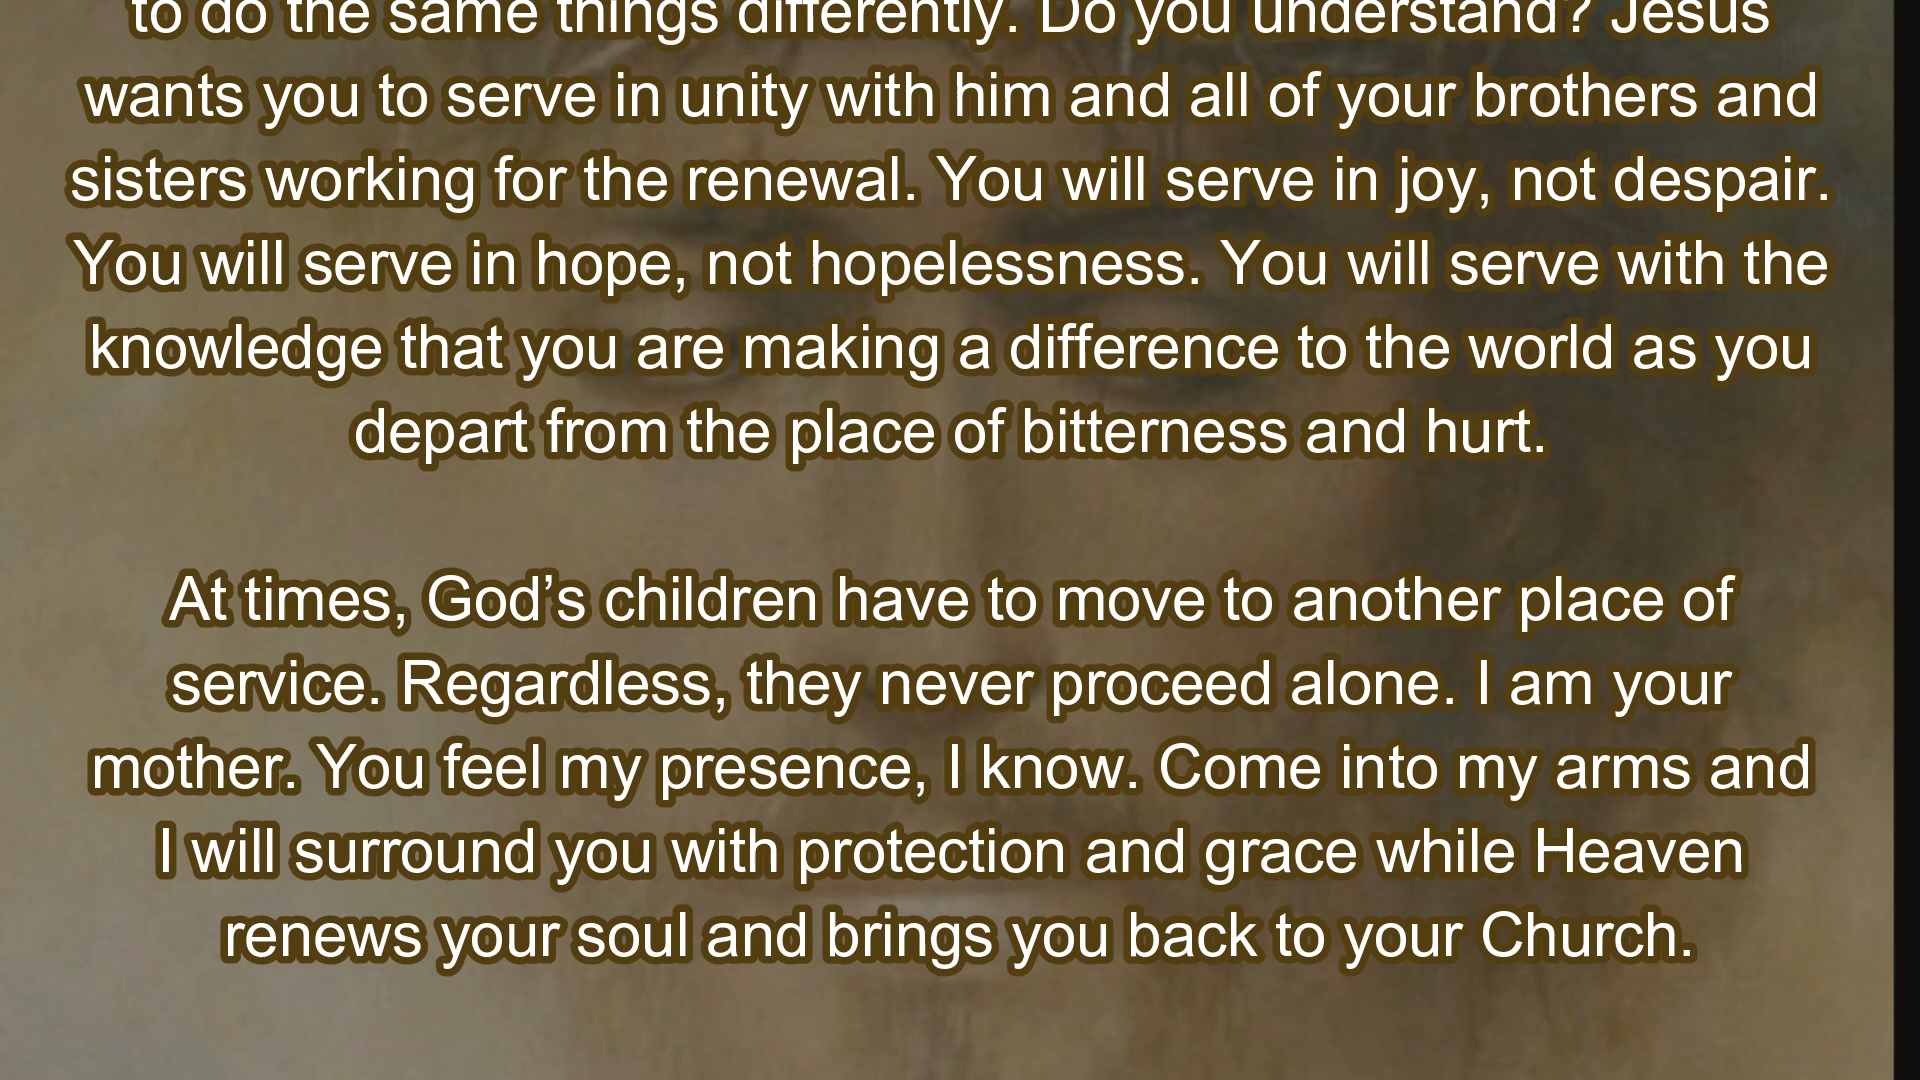 to do the same things differently. Do you understand? Jesus
wants you to serve in unity with him and all of your brothers and
sisters working for the renewal. You will serve in joy, not despair.
You will serve in hope, not hopelessness. You will serve with the
knowledge that you are making a difference to the world as you
depart from the place of bitterness and hurt.
At times, God’s children have to move to another place of
service. Regardless, they never proceed alone. I am your
mother. You feel my presence, I know. Come into my arms and
I will surround you with protection and grace while Heaven
renews your soul and brings you back to your Church.